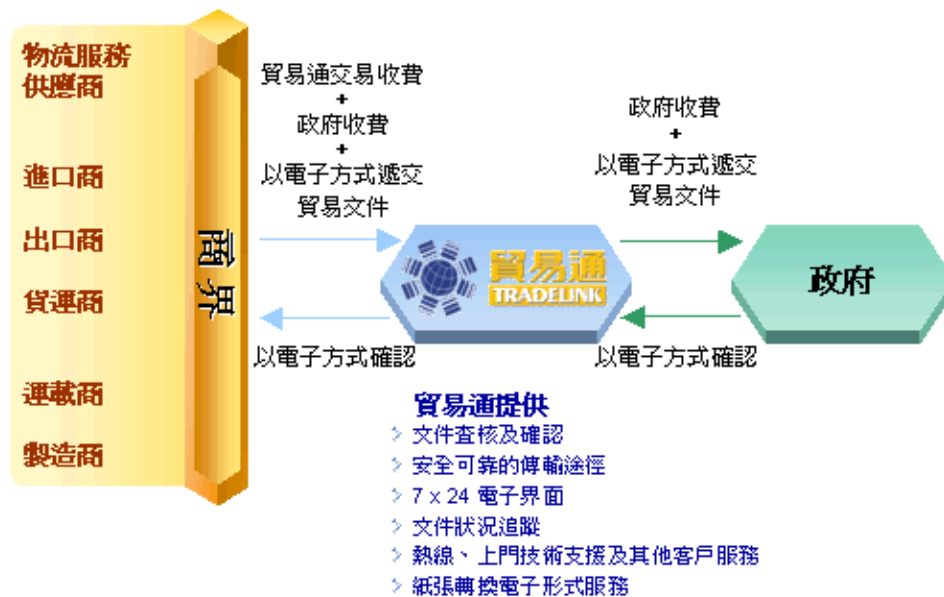 物流服務
供應商
進口商
出口商
貨運商
運載商
製造商
商界
貿易通交易收費
+
政府收費
+
以電子方式遞交
貿易文件
以電子方式確認
貿易通
TRADELINK
政府收費
+
以電子方式遞交
貿易文件
以電子方式確認
政府
貿易通提供
> 文件查核及確認
> 安全可靠的傳輸途徑
> 7 x 24 電子界面
> 文件狀況追蹤
> 熱線、上門技術支援及其他客戶服務
> 紙張轉換電子形式服務